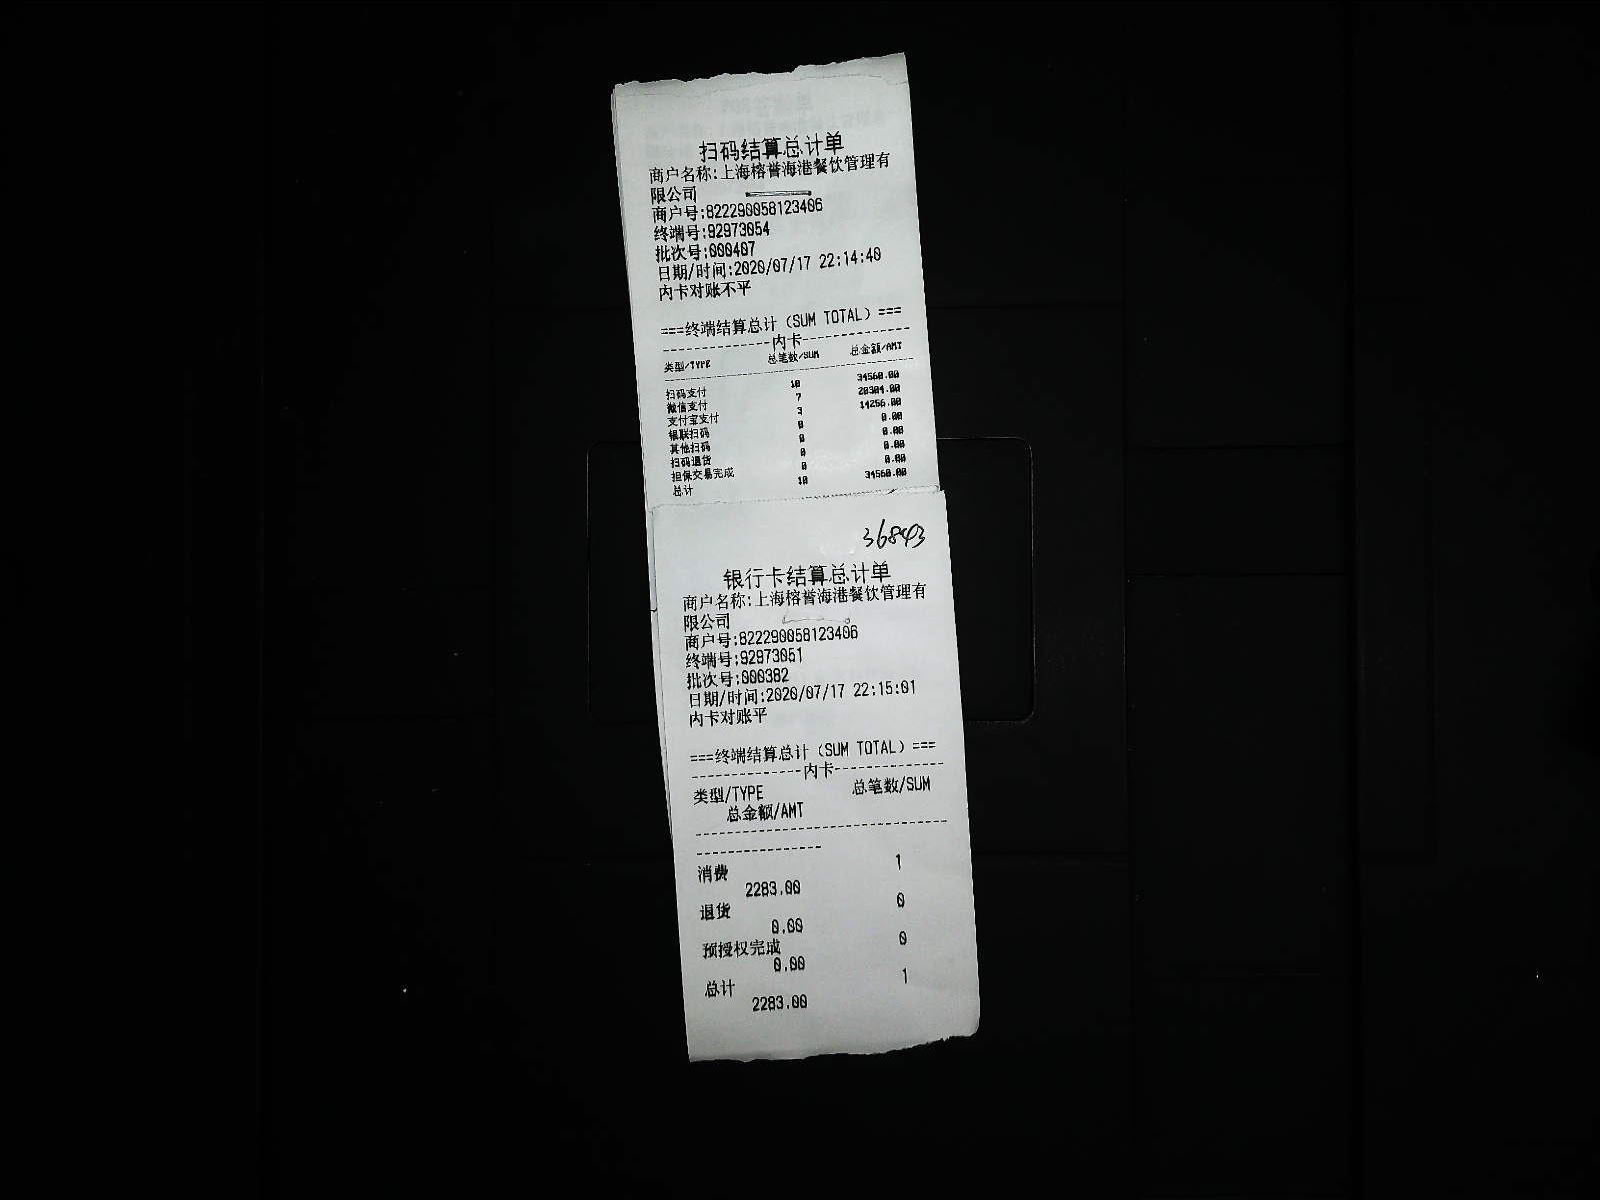 扫码结算总计单
商户名称:上海榕誉海港餐饮管理有
限公司
商户号:822290058123406
终端号:92973054
批次号:000407
日期/时间:2020/07/17 22:14:40
内卡对账不平
===终端结算总计（SUM TOTAL）===
-------------内卡-------------
类型/TYPE 总笔数/SUM 总金额/AMT
扫码支付 10 34560.00
微信支付 7 20304.00
支付宝支付 3 14256.00
银联扫码 0 0.00
其他扫码 0 0.00
扫码退货 0 0.00
担保交易完成 0 0.00
总计 10 34560.00
36843
银行卡结算总计单
商户名称:上海榕誉海港餐饮管理有
限公司
商户号:822290058123406
终端号:92973051
批次号:000382
日期/时间:2020/07/17 22:15:01
内卡对账平
===终端结算总计（SUM TOTAL）===
-------------内卡-------------
类型/TYPE 总笔数/SUM
总金额/AMT
消费 1
2283.00
退货 0
0.00
预授权完成 0
0.00
总计 1
2283.00